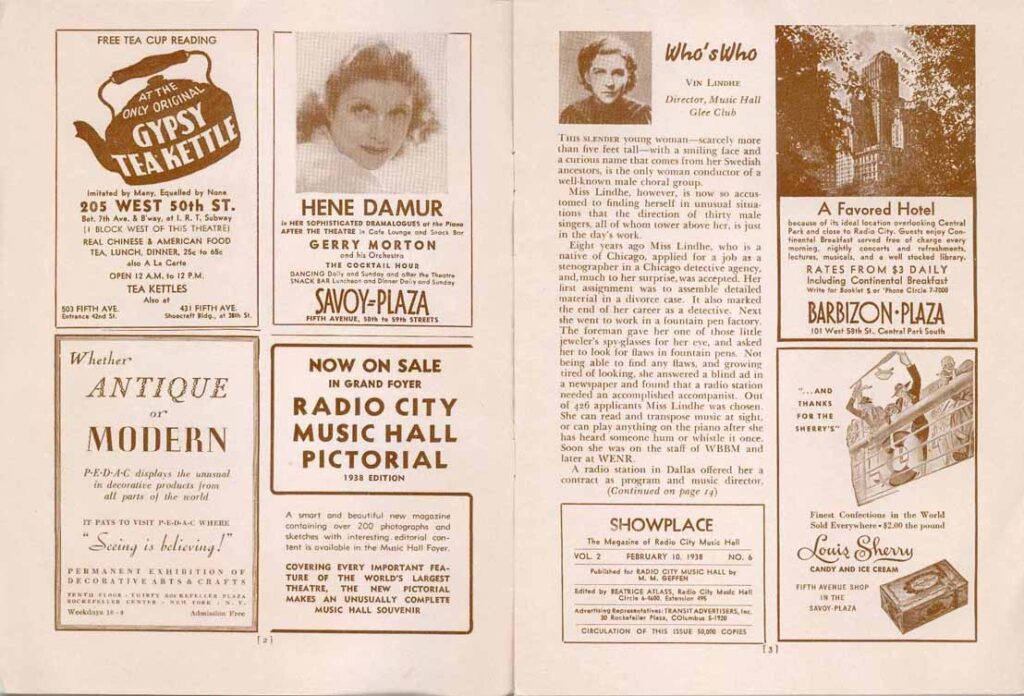 FREE TEA CUP READING
AT THE
ONLY ORIGINAL
GYPSY
TEA KETTLE
Imitated by Many, Equalled by None
205 WEST 50th ST.
Bet. 7th Ave. & B'way, at I. R. T. Subway
(1 BLOCK WEST OF THIS THEATRE)
REAL CHINESE & AMERICAN FOOD
TEA, LUNCH, DINNER, 25c to 65c
also A La Carte
OPEN 12 A.M. to 12 P.M.
TEA KETTLES
Also at
503 FIFTH AVE.
Entrance 42nd St.
431 FIFTH AVE.
Shoecraft Bldg., at 38th St.
HENE DAMUR
in HER SOPHISTICATED DRAMALOGUES at the Piano
AFTER THE THEATRE in Cafe Lounge and Snack Bar
GERRY MORTON
and his Orchestra
THE COCKTAIL HOUR
DANCING Daily and Sunday and after the Theatre
SNACK BAR Luncheon and Dinner Daily and Sunday
SAVOY=PLAZA
FIFTH AVENUE, 58th to 59th STREETS
Whether
ANTIQUE
or
MODERN
P·E·D·A·C displays the unusual
in decorative products from
all parts of the world
IT PAYS TO VISIT P·E·D·A·C WHERE
"Seeing is believing!"
PERMANENT EXHIBITION OF
DECORATIVE ARTS & CRAFTS
TENTH FLOOR · THIRTY ROCKEFELLER PLAZA
ROCKEFELLER CENTER · NEW YORK · N. Y.
Weekdays 10-6 Admission Free
NOW ON SALE
IN GRAND FOYER
RADIO CITY
MUSIC HALL
PICTORIAL
1938 EDITION
A smart and beautiful new magazine
containing over 200 photographs and
sketches with interesting editorial con-
tent is available in the Music Hall Foyer.
COVERING EVERY IMPORTANT FEA-
TURE OF THE WORLD'S LARGEST
THEATRE, THE NEW PICTORIAL
MAKES AN UNUSUALLY COMPLETE
MUSIC HALL SOUVENIR
[2]
Who's Who
VIN LINDHE
Director, Music Hall
Glee Club
THIS SLENDER young woman—scarcely more
than five feet tall—with a smiling face and
a curious name that comes from her Swedish
ancestors, is the only woman conductor of a
well-known male choral group.
Miss Lindhe, however, is now so accus-
tomed to finding herself in unusual situa-
tions that the direction of thirty male
singers, all of whom tower above her, is just
in the day's work.
Eight years ago Miss Lindhe, who is a
native of Chicago, applied for a job as a
stenographer in a Chicago detective agency,
and, much to her surprise, was accepted. Her
first assignment was to assemble detailed
material in a divorce case. It also marked
the end of her career as a detective. Next
she went to work in a fountain pen factory.
The foreman gave her one of those little
jeweler's spy-glasses for her eye, and asked
her to look for flaws in fountain pens. Not
being able to find any flaws, and growing
tired of looking, she answered a blind ad in
a newspaper and found that a radio station
needed an accomplished accompanist. Out
of 426 applicants Miss Lindhe was chosen.
She can read and transpose music at sight,
or can play anything on the piano after she
has heard someone hum or whistle it once.
Soon she was on the staff of WBBM and
later at WENR.
A radio station in Dallas offered her a
contract as program and music director,
(Continued on page 14)
SHOWPLACE
The Magazine of Radio City Music Hall
VOL. 2 FEBRUARY 10, 1938 NO. 6
Published for RADIO CITY MUSIC HALL by
M. M. GEFFEN
Edited by BEATRICE ATLASS, Radio City Music Hall
Circle 6-4600, Extension 495
Advertising Representatives: TRANSIT ADVERTISERS, Inc.
30 Rockefeller Plaza, COlumbus 5-1920
CIRCULATION OF THIS ISSUE 50,000 COPIES
A Favored Hotel
because of its ideal location overlooking Central
Park and close to Radio City. Guests enjoy Con-
tinental Breakfast served free of charge every
morning, nightly concerts and refreshments,
lectures, musicals, and a well stocked library.
RATES FROM $3 DAILY
Including Continental Breakfast
Write for Booklet S or 'Phone CIrcle 7-7000
BARBIZON·PLAZA
101 West 58th St., Central Park South
"...AND
THANKS
FOR THE
SHERRY'S"
Finest Confections in the World
Sold Everywhere · $2.00 the pound
Louis Sherry
CANDY AND ICE CREAM
FIFTH AVENUE SHOP
IN THE
SAVOY-PLAZA
[3]